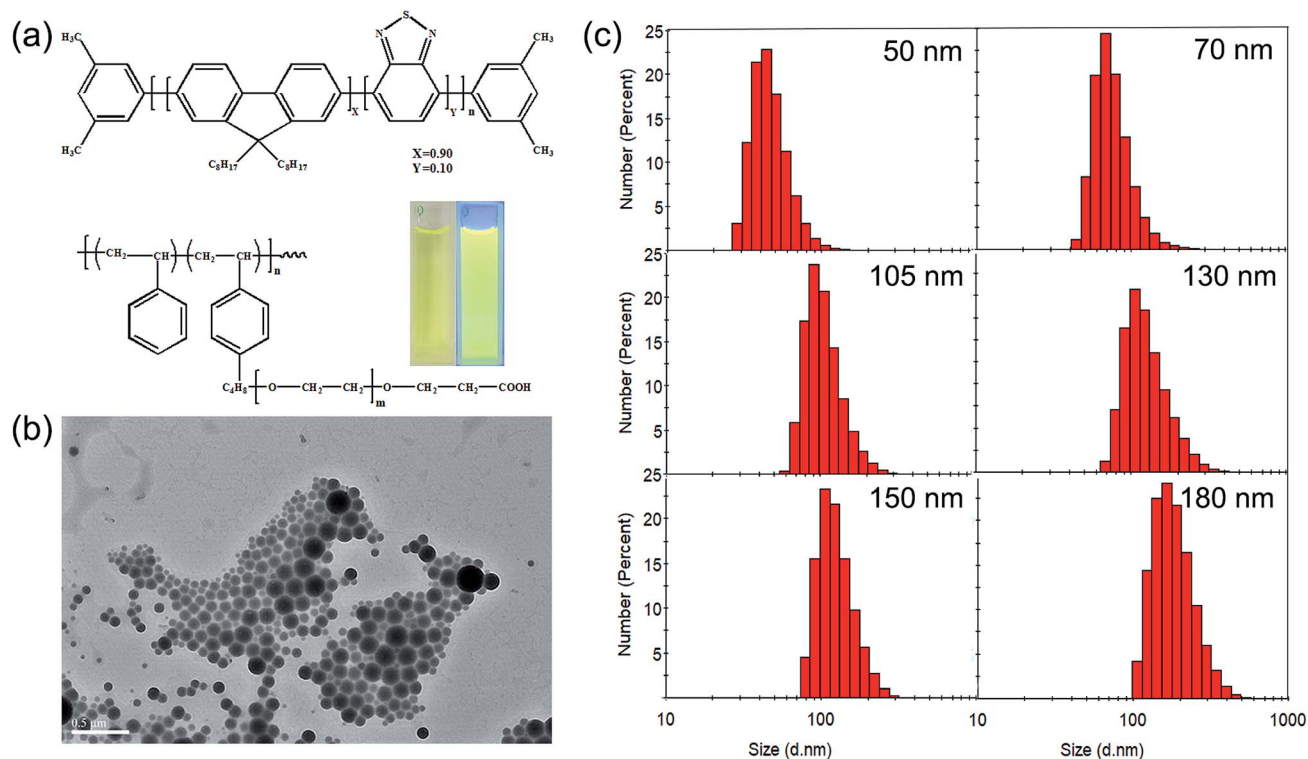 (a)
S
N N
H₃C
CH₃
[ [ ]X [ ]Y ]n
H₃C
CH₃
C₈H₁₇ C₈H₁₇
X=0.90
Y=0.10
[(CH₂ CH)(CH₂ CH)]n
C₄H₈[O CH₂ CH₂]m O CH₂ CH₂ COOH
(b)
0.5 μm
(c)
50 nm
70 nm
105 nm
130 nm
150 nm
180 nm
Number (Percent)
25
20
15
10
5
Number (Percent)
25
20
15
10
5
Number (Percent)
25
20
15
10
5
10 100 10 100 1000
Size (d.nm) Size (d.nm)